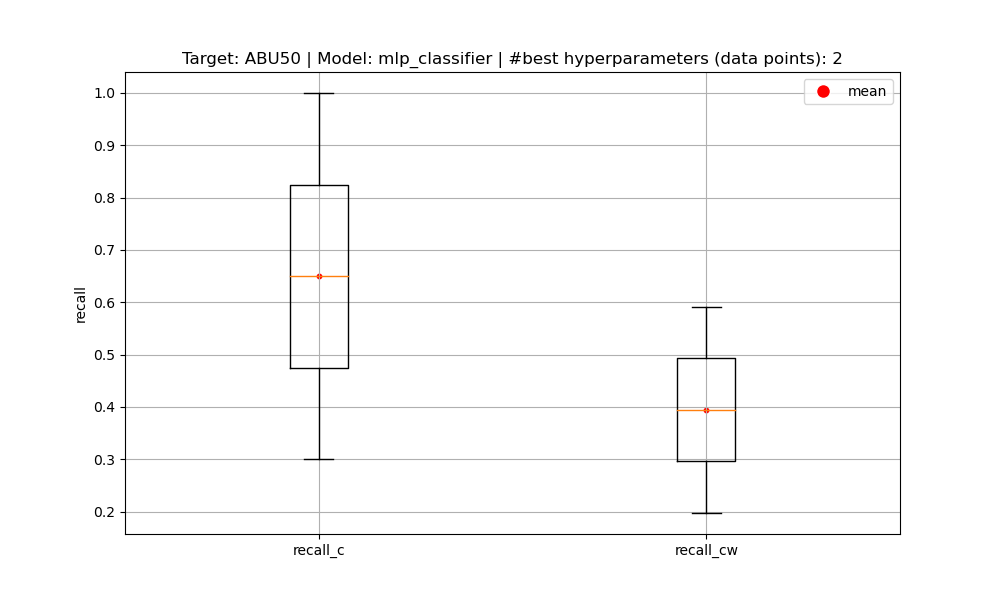 Target: ABU50 | Model: mlp_classifier | #best hyperparameters (data points): 2
mean
1.0
0.9
0.8
0.7
0.6
0.5
0.4
0.3
0.2
recall
recall_c
recall_cw